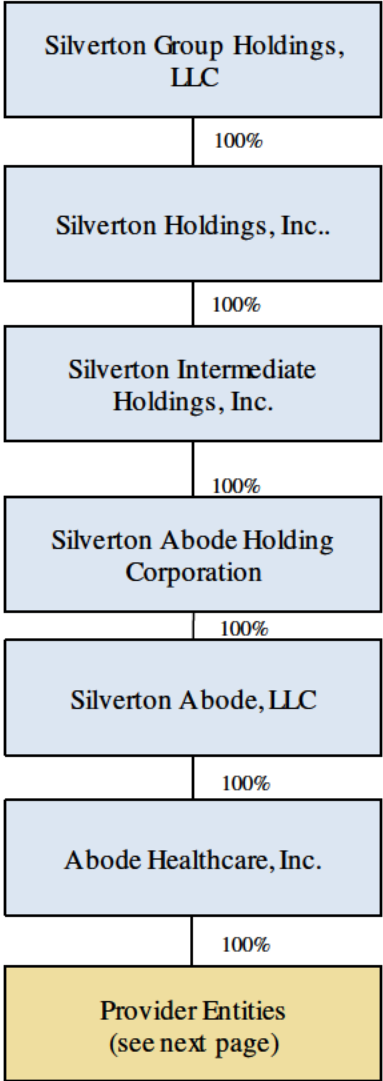 Silverton Group Holdings,
LLC
100%
Silverton Holdings, Inc..
100%
Silverton Intermediate
Holdings, Inc.
100%
Silverton Abode Holding
Corporation
100%
Silverton Abode, LLC
100%
Abode Healthcare, Inc.
100%
Provider Entities
(see next page)